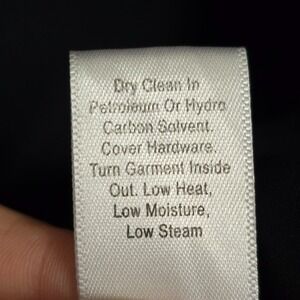 Dry Clean In
Petroleum Or Hydro
Carbon Solvent.
Cover Hardware.
Turn Garment Inside
Out. Low Heat,
Low Moisture,
Low Steam